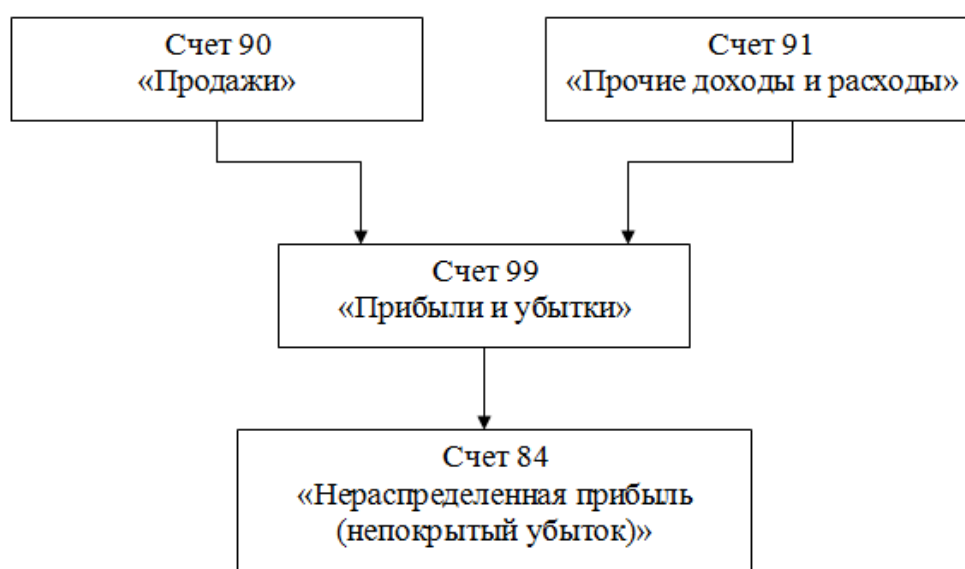 Счет 90
«Продажи»
Счет 91
«Прочие доходы и расходы»
Счет 99
«Прибыли и убытки»
Счет 84
«Нераспределенная прибыль
(непокрытый убыток)»